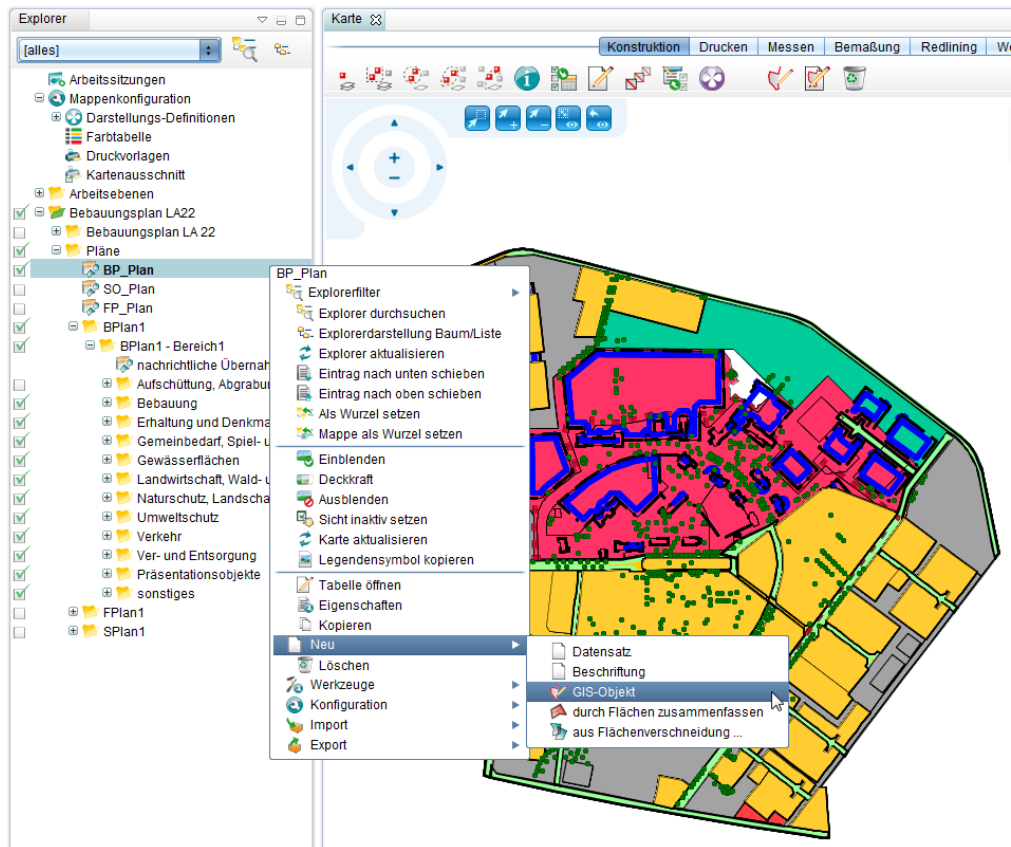 Explorer
[alles]
Arbeitssitzungen
Mappenkonfiguration
Darstellungs-Definitionen
Farbtabelle
Druckvorlagen
Kartenausschnitt
Arbeitsebenen
Bebauungsplan LA22
Bebauungsplan LA 22
Pläne
BP_Plan
SO_Plan
FP_Plan
BPlan1
BPlan1 - Bereich1
nachrichtliche Übernah
Aufschüttung, Abgrabu
Bebauung
Erhaltung und Denkma
Gemeinbedarf, Spiel- u
Gewässerflächen
Landwirtschaft, Wald- u
Naturschutz, Landscha
Umweltschutz
Verkehr
Ver- und Entsorgung
Präsentationsobjekte
sonstiges
FPlan1
SPlan1
Karte
Konstruktion Drucken Messen Bemaßung Redlining We
BP_Plan
Explorerfilter
Explorer durchsuchen
Explorerdarstellung Baum/Liste
Explorer aktualisieren
Eintrag nach unten schieben
Eintrag nach oben schieben
Als Wurzel setzen
Mappe als Wurzel setzen
Einblenden
Deckkraft
Ausblenden
Sicht inaktiv setzen
Karte aktualisieren
Legendensymbol kopieren
Tabelle öffnen
Eigenschaften
Kopieren
Neu
Löschen
Werkzeuge
Konfiguration
Import
Export
Datensatz
Beschriftung
GIS-Objekt
durch Flächen zusammenfassen
aus Flächenverschneidung ...